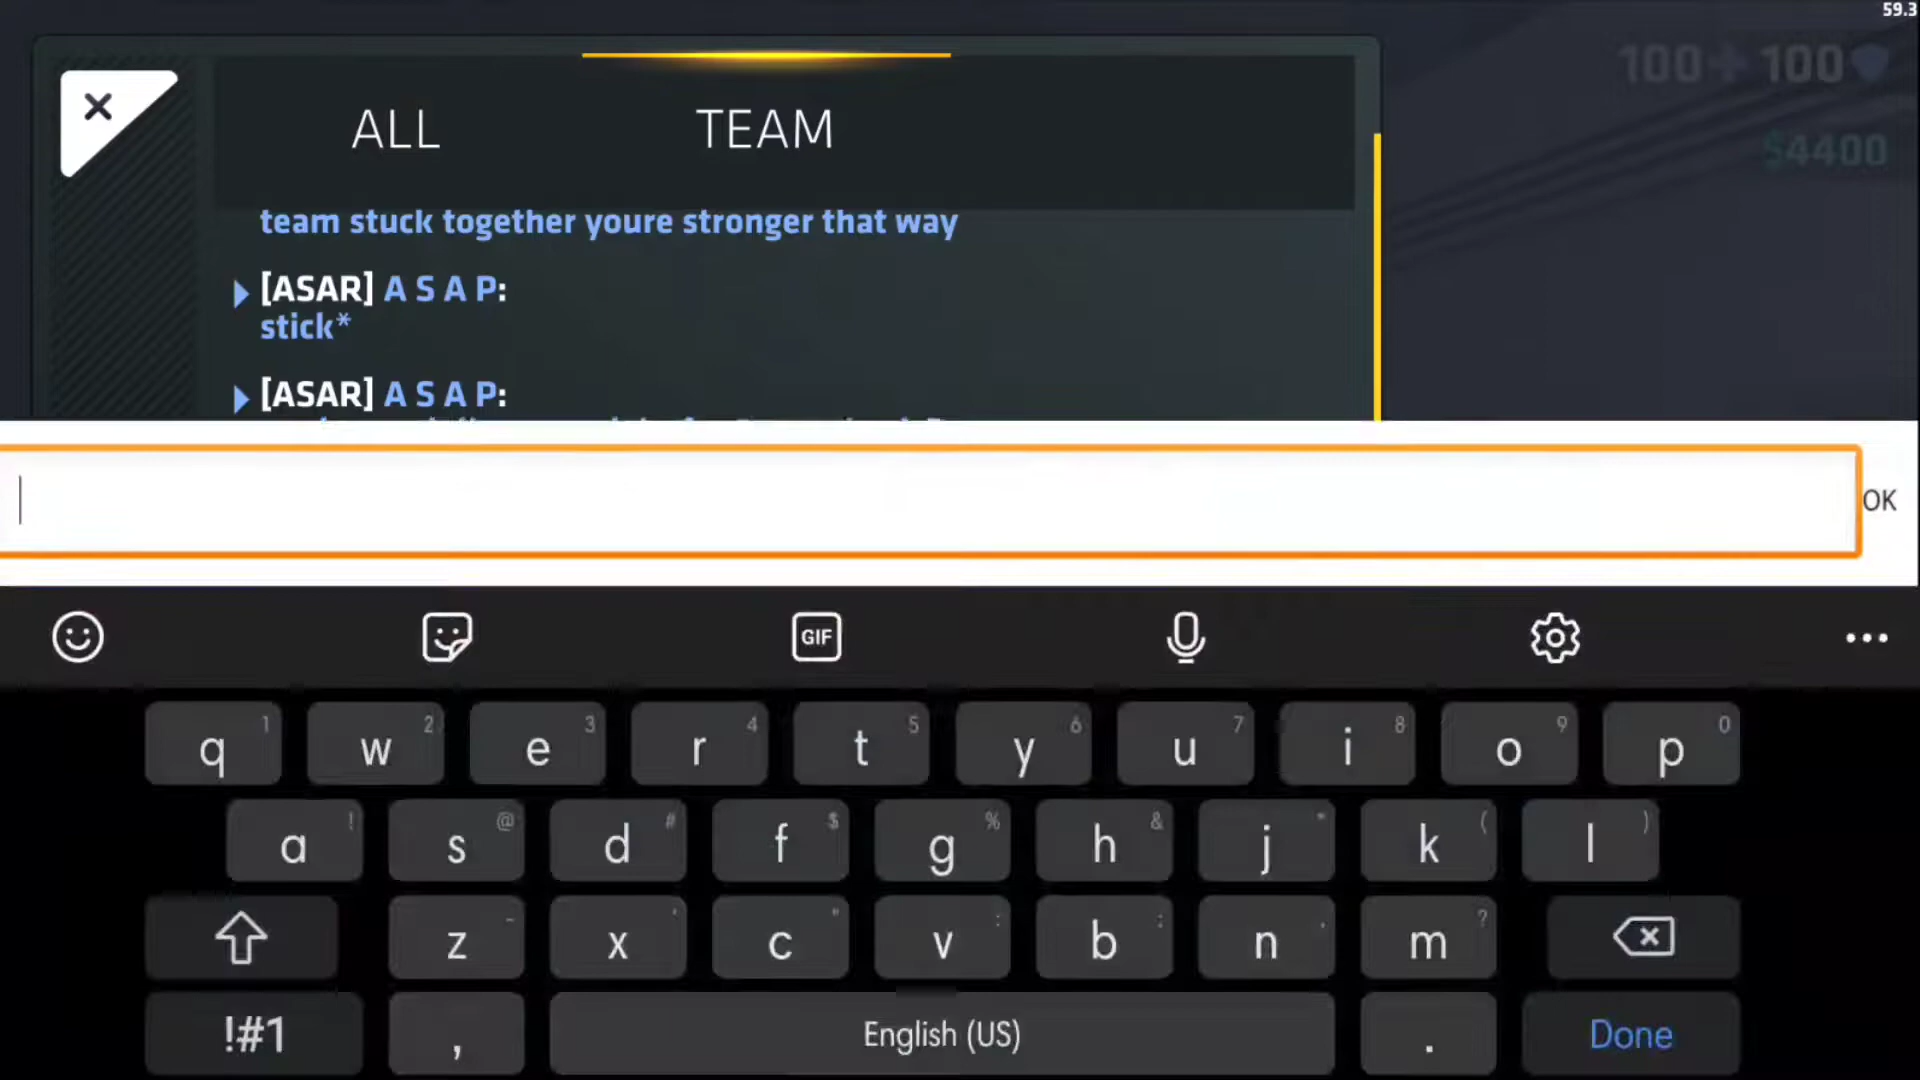 59.3
100 + 100
$4400
ALL TEAM
team stuck together youre stronger that way
[ASAR] A S A P:
stick*
[ASAR] A S A P:
OK
GIF
q 1 w 2 e 3 r 4 t 5 y 6 u 7 i 8 o 9 p 0
a ! s @ d # f $ g % h & j * k ( l )
z - x ' c " v : b ; n , m ?
!#1 , English (US) . Done